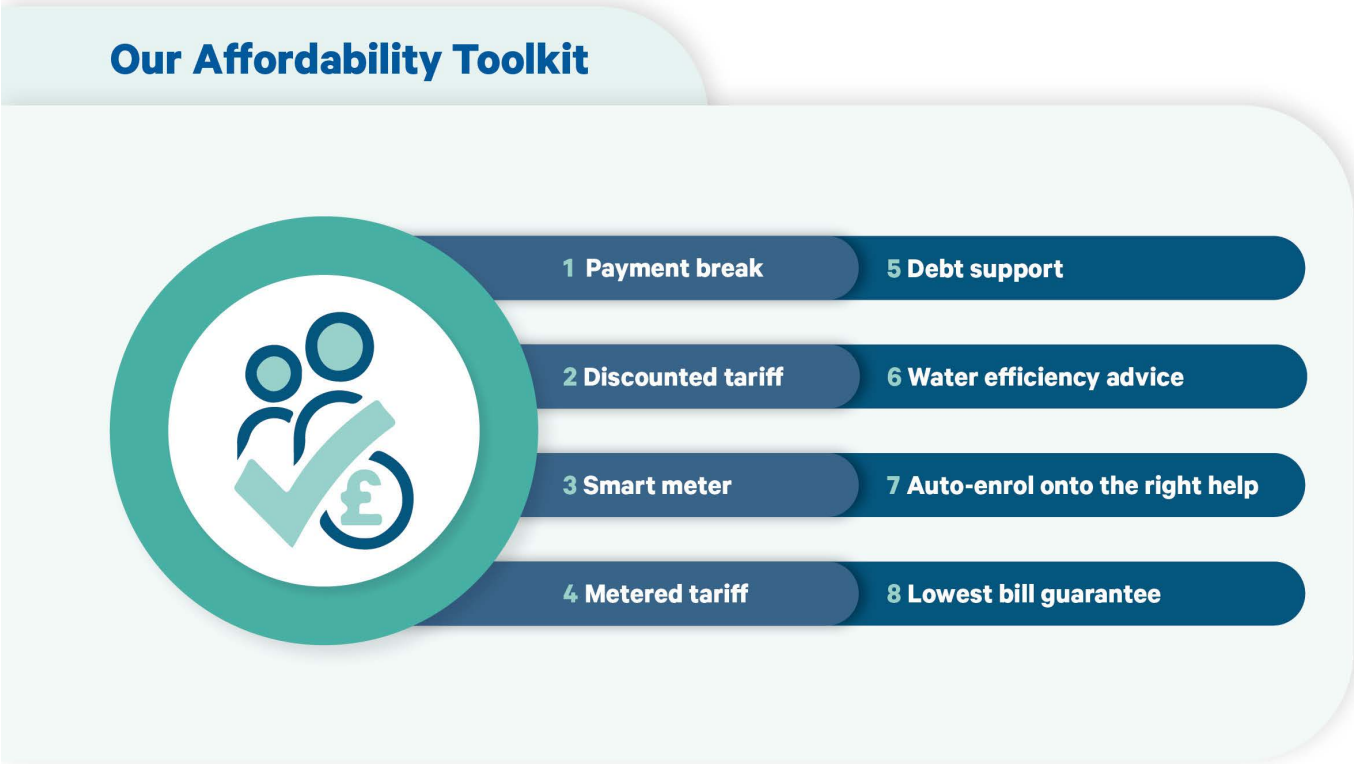 Our Affordability Toolkit
1 Payment break
2 Discounted tariff
3 Smart meter
4 Metered tariff
5 Debt support
6 Water efficiency advice
7 Auto-enrol onto the right help
8 Lowest bill guarantee
£